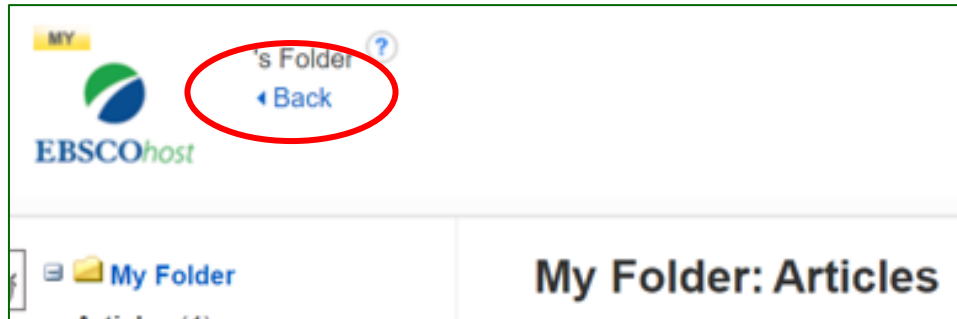 MY
's Folder ?
Back
EBSCOhost
My Folder
My Folder: Articles